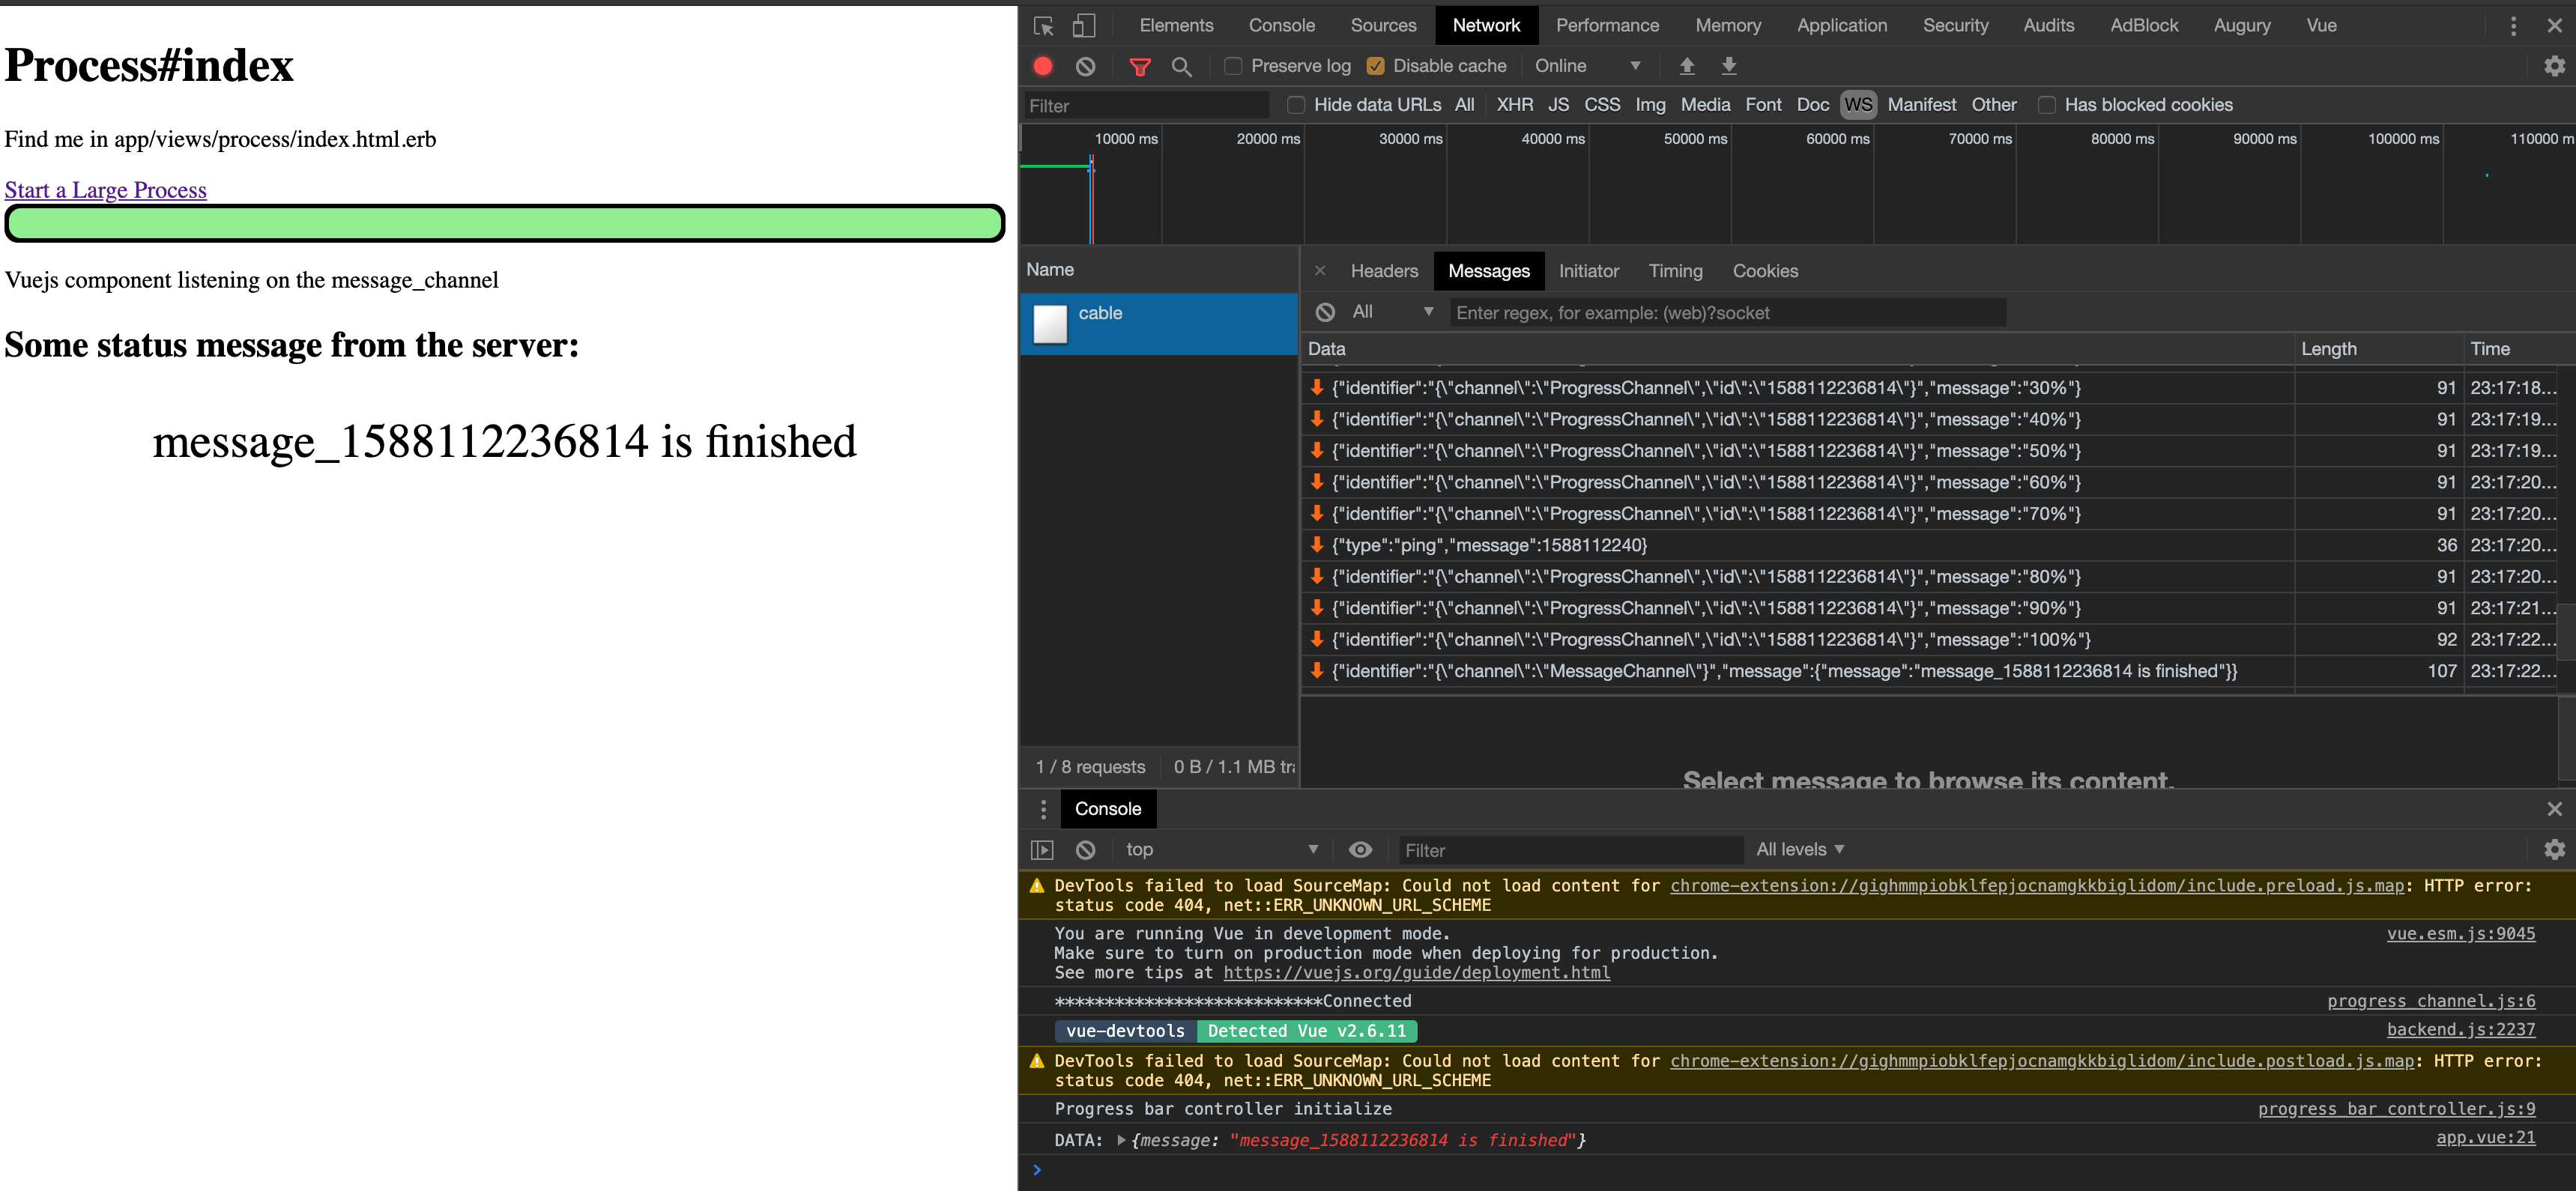 Process#index
Find me in app/views/process/index.html.erb
Start a Large Process
Vuejs component listening on the message_channel
Some status message from the server:
message_1588112236814 is finished
Elements Console Sources Network Performance Memory Application Security Audits AdBlock Augury Vue
Preserve log Disable cache Online
Filter Hide data URLs All XHR JS CSS Img Media Font Doc WS Manifest Other Has blocked cookies
10000 ms 20000 ms 30000 ms 40000 ms 50000 ms 60000 ms 70000 ms 80000 ms 90000 ms 100000 ms 110000 m
Name
cable
1 / 8 requests 0 B / 1.1 MB tra
Headers Messages Initiator Timing Cookies
All Enter regex, for example: (web)?socket
Data Length Time
{"identifier":"{\"channel\":\"ProgressChannel\",\"id\":\"1588112236814\"}","message":"30%"} 91 23:17:18...
{"identifier":"{\"channel\":\"ProgressChannel\",\"id\":\"1588112236814\"}","message":"40%"} 91 23:17:19...
{"identifier":"{\"channel\":\"ProgressChannel\",\"id\":\"1588112236814\"}","message":"50%"} 91 23:17:19...
{"identifier":"{\"channel\":\"ProgressChannel\",\"id\":\"1588112236814\"}","message":"60%"} 91 23:17:20...
{"identifier":"{\"channel\":\"ProgressChannel\",\"id\":\"1588112236814\"}","message":"70%"} 91 23:17:20...
{"type":"ping","message":1588112240} 36 23:17:20...
{"identifier":"{\"channel\":\"ProgressChannel\",\"id\":\"1588112236814\"}","message":"80%"} 91 23:17:20...
{"identifier":"{\"channel\":\"ProgressChannel\",\"id\":\"1588112236814\"}","message":"90%"} 91 23:17:21...
{"identifier":"{\"channel\":\"ProgressChannel\",\"id\":\"1588112236814\"}","message":"100%"} 92 23:17:22...
{"identifier":"{\"channel\":\"MessageChannel\"}","message":{"message":"message_1588112236814 is finished"}} 107 23:17:22...
Select message to browse its content.
Console
top Filter All levels
DevTools failed to load SourceMap: Could not load content for chrome-extension://gighmmpiobklfepjocnamgkkbiglidom/include.preload.js.map: HTTP error:
status code 404, net::ERR_UNKNOWN_URL_SCHEME
You are running Vue in development mode. vue.esm.js:9045
Make sure to turn on production mode when deploying for production.
See more tips at https://vuejs.org/guide/deployment.html
***************************Connected progress_channel.js:6
vue-devtools Detected Vue v2.6.11 backend.js:2237
DevTools failed to load SourceMap: Could not load content for chrome-extension://gighmmpiobklfepjocnamgkkbiglidom/include.postload.js.map: HTTP error:
status code 404, net::ERR_UNKNOWN_URL_SCHEME
Progress bar controller initialize progress_bar_controller.js:9
DATA: {message: "message_1588112236814 is finished"} app.vue:21